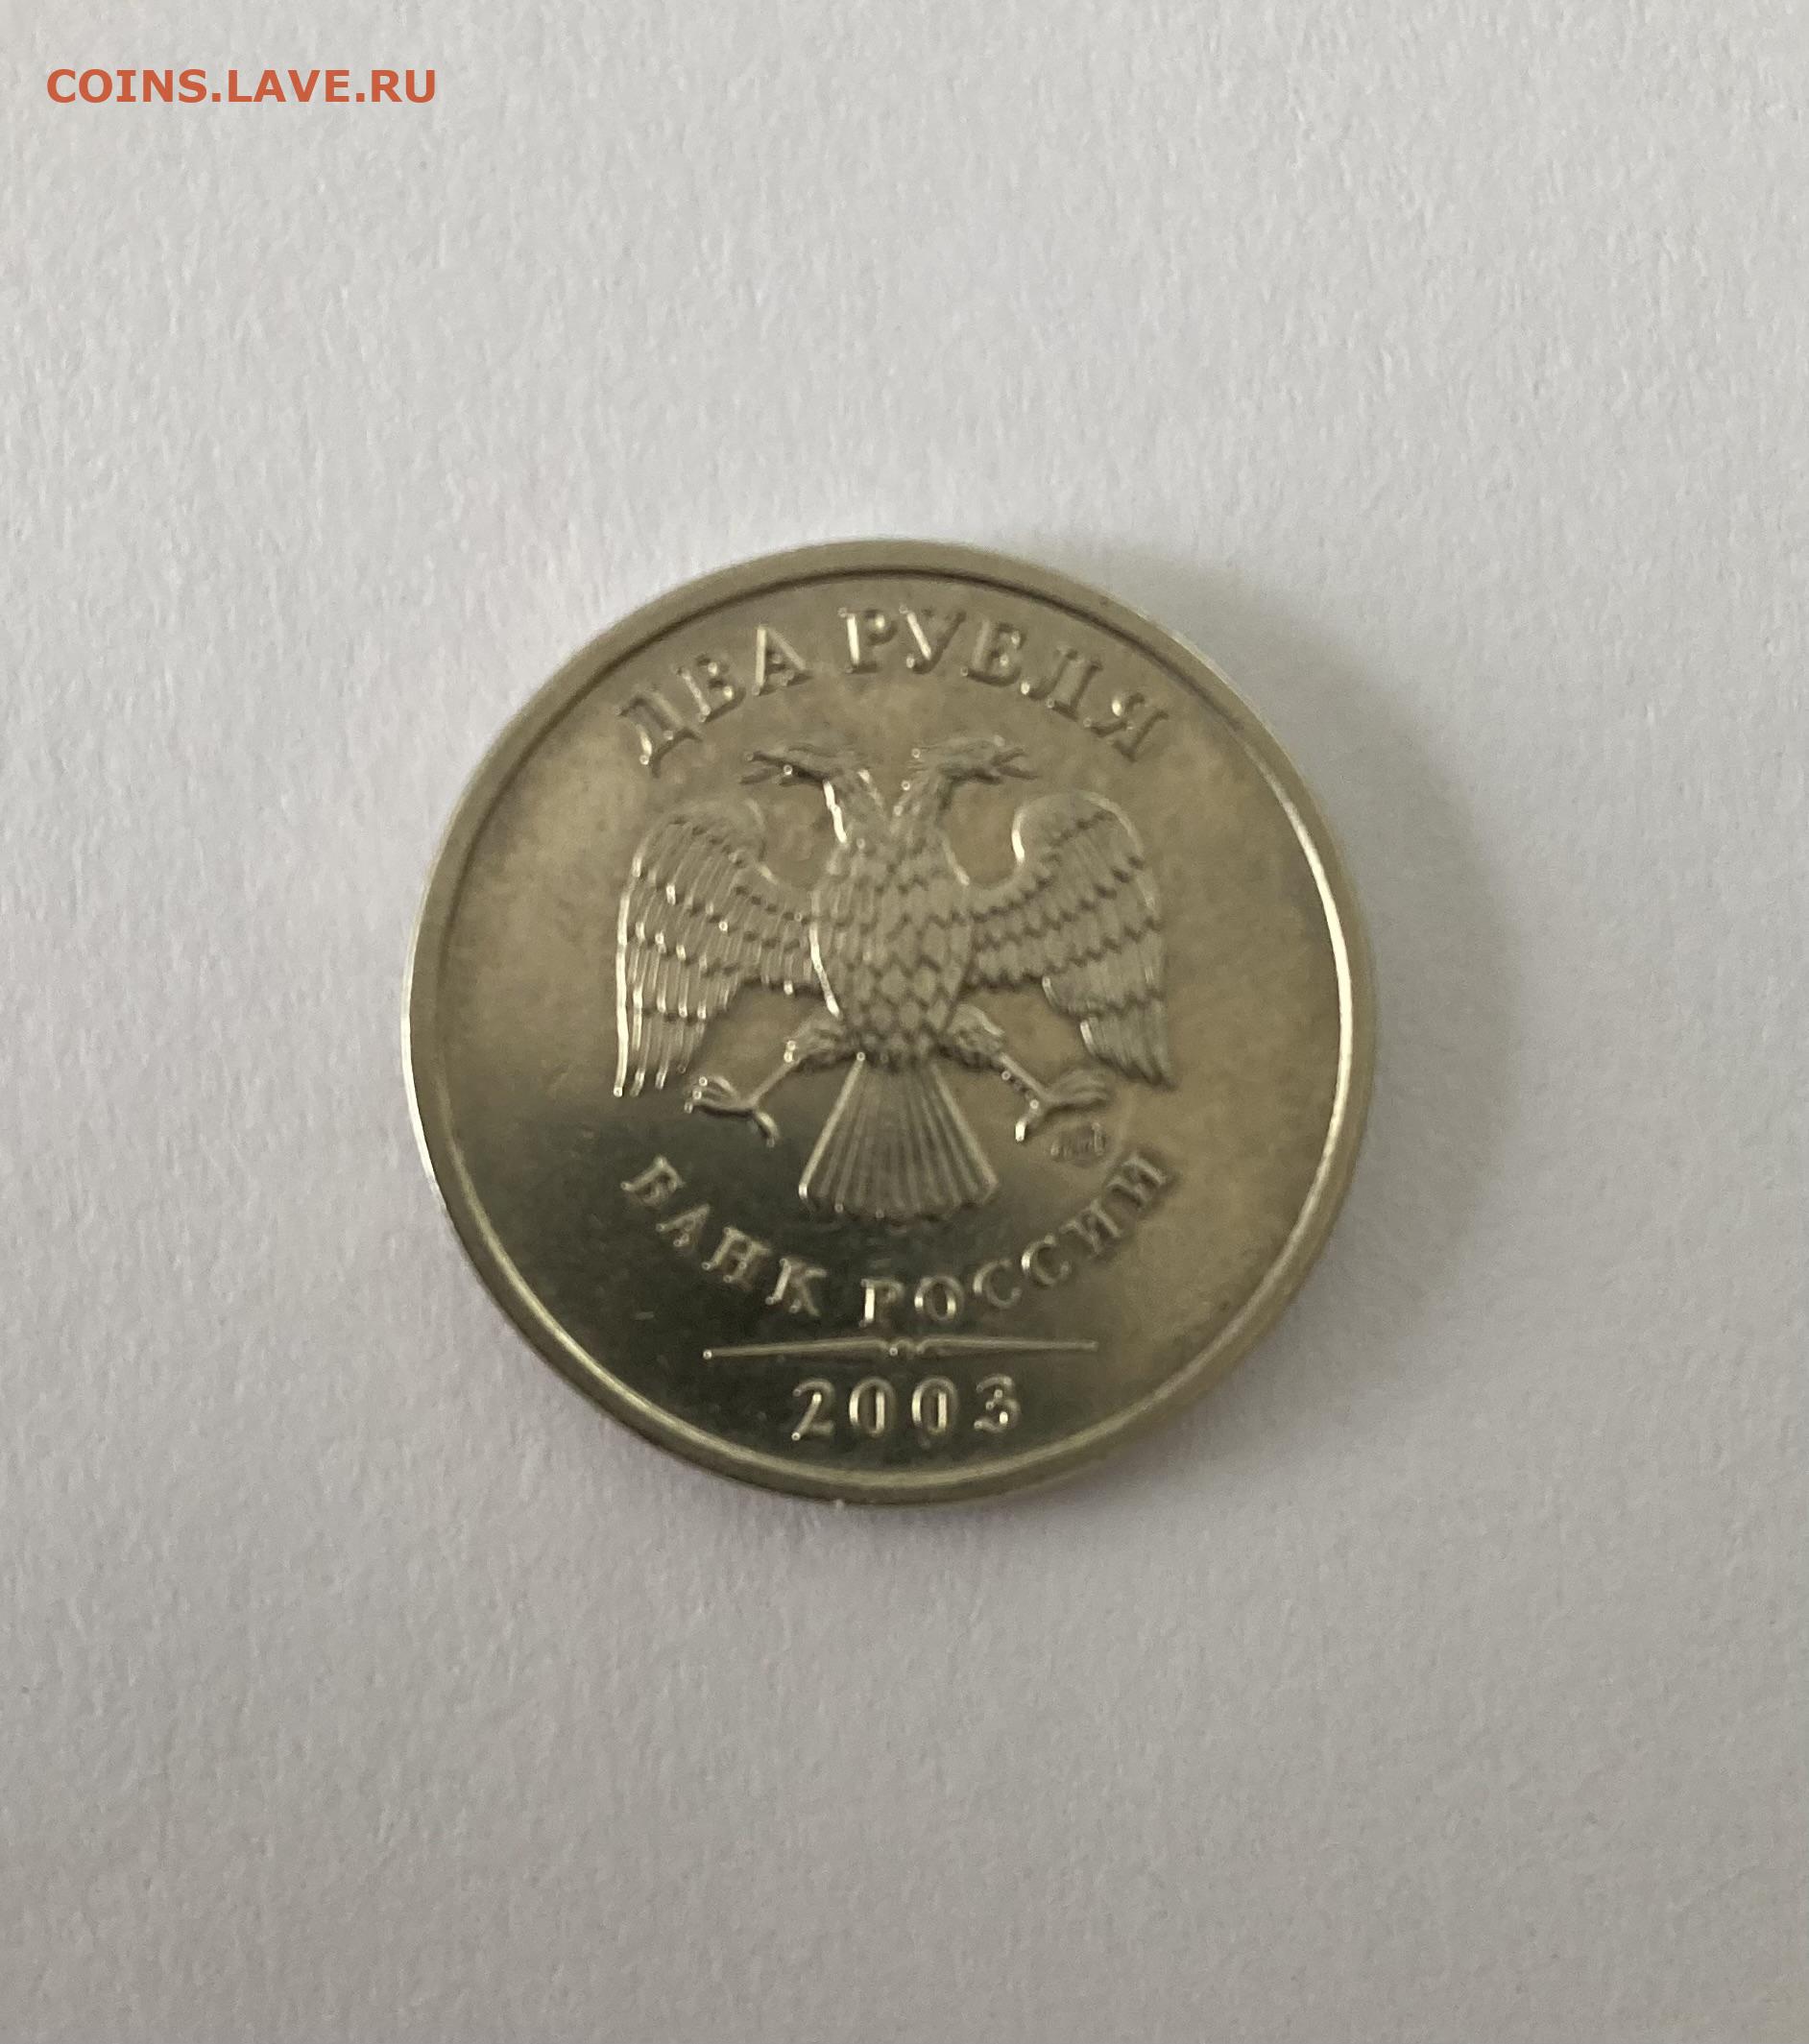 COINS.LAVE.RU
ДВА РУБЛЯ
БАНК РОССИИ
2003